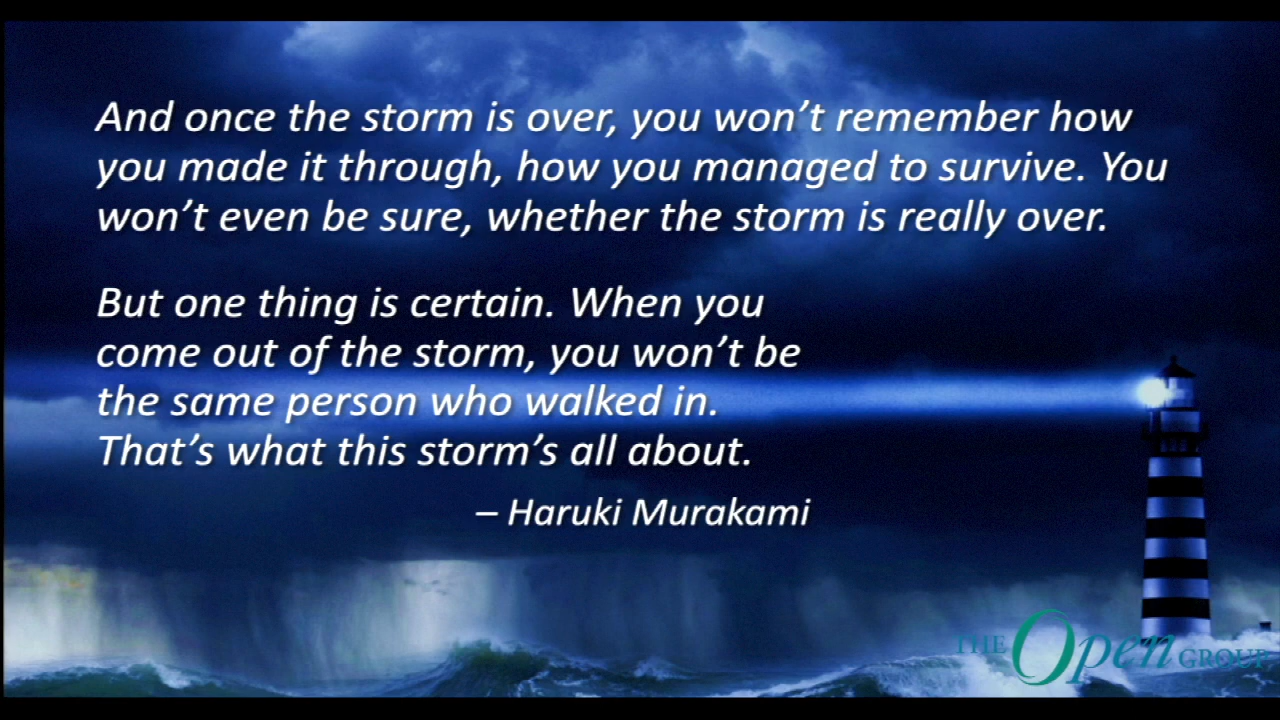 And once the storm is over, you won’t remember how
you made it through, how you managed to survive. You
won’t even be sure, whether the storm is really over.
But one thing is certain. When you
come out of the storm, you won’t be
the same person who walked in.
That’s what this storm’s all about.
– Haruki Murakami
THE Open GROUP